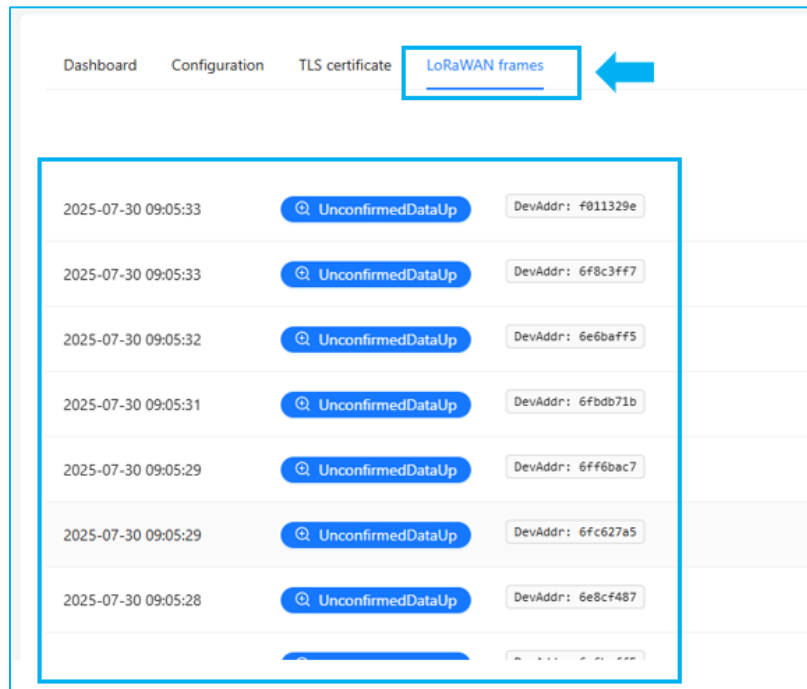 Dashboard Configuration TLS certificate LoRaWAN frames
2025-07-30 09:05:33 UnconfirmedDataUp DevAddr: f011329e
2025-07-30 09:05:33 UnconfirmedDataUp DevAddr: 6f8c3ff7
2025-07-30 09:05:32 UnconfirmedDataUp DevAddr: 6e6baff5
2025-07-30 09:05:31 UnconfirmedDataUp DevAddr: 6fbdb71b
2025-07-30 09:05:29 UnconfirmedDataUp DevAddr: 6ff6bac7
2025-07-30 09:05:29 UnconfirmedDataUp DevAddr: 6fc627a5
2025-07-30 09:05:28 UnconfirmedDataUp DevAddr: 6e8cf487